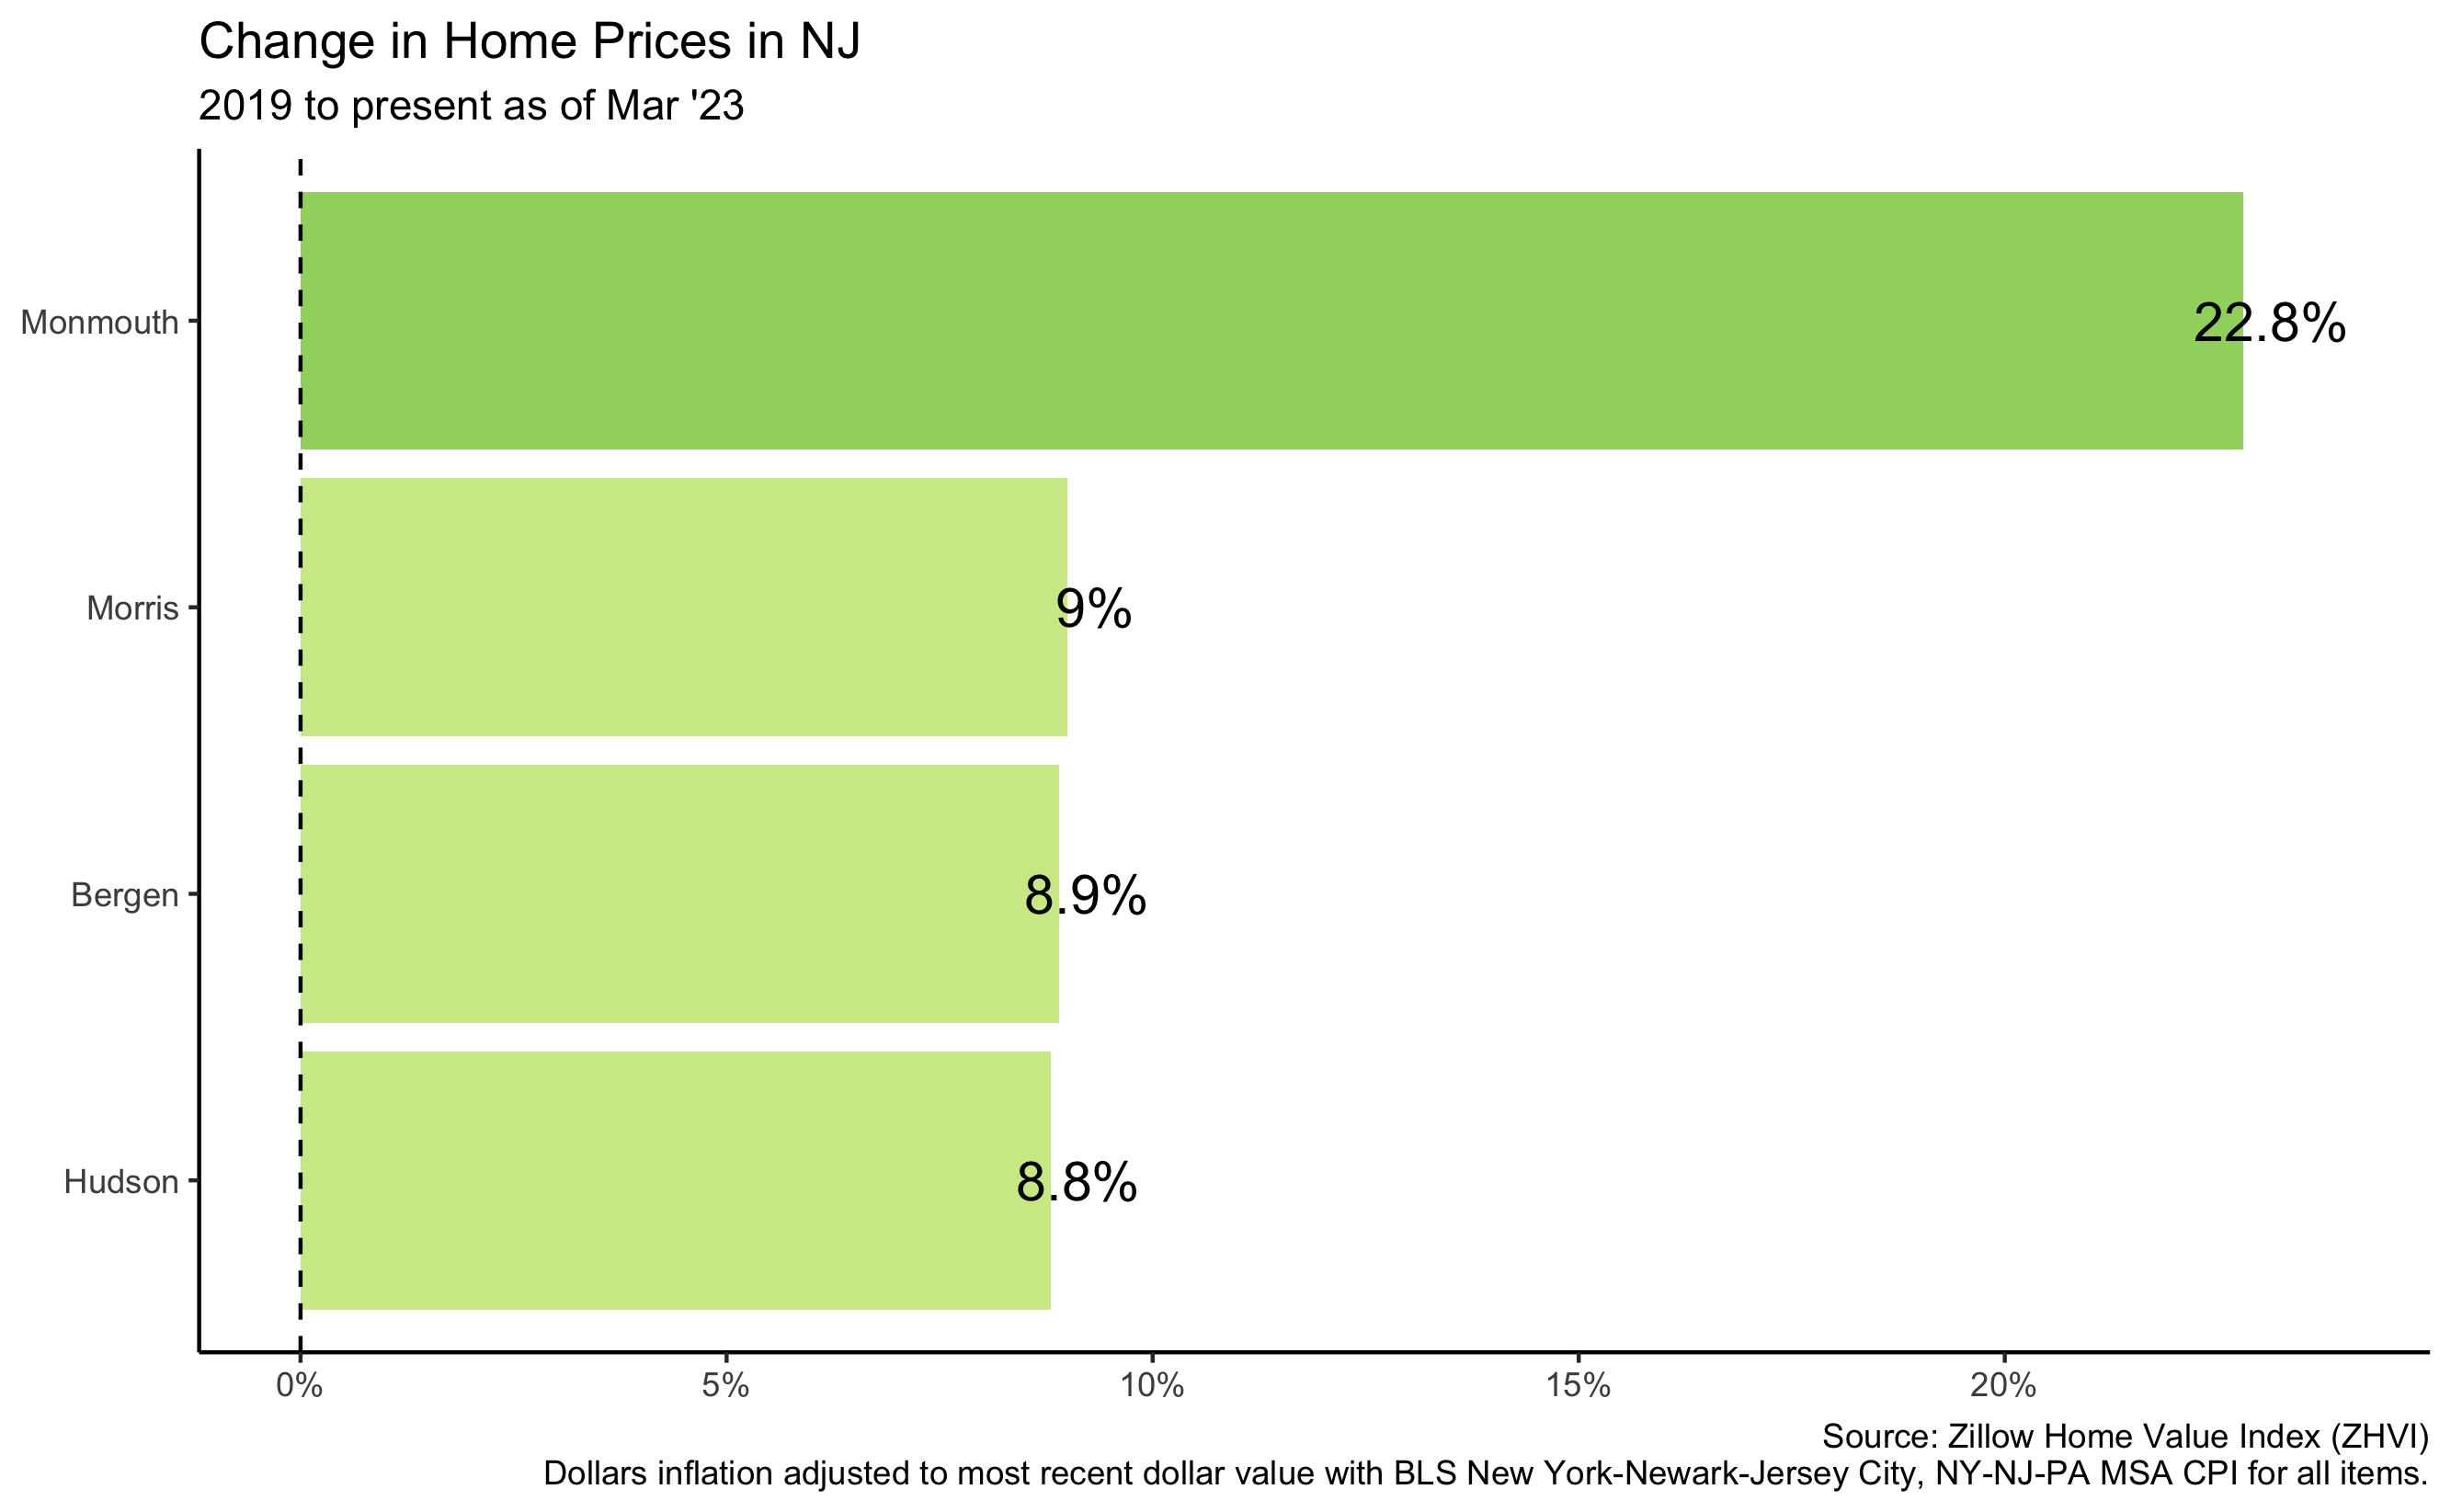 Change in Home Prices in NJ
2019 to present as of Mar '23
Monmouth
22.8%
Morris
9%
Bergen
8.9%
Hudson
8.8%
0%
5%
10%
15%
20%
Source: Zillow Home Value Index (ZHVI)
Dollars inflation adjusted to most recent dollar value with BLS New York-Newark-Jersey City, NY-NJ-PA MSA CPI for all items.